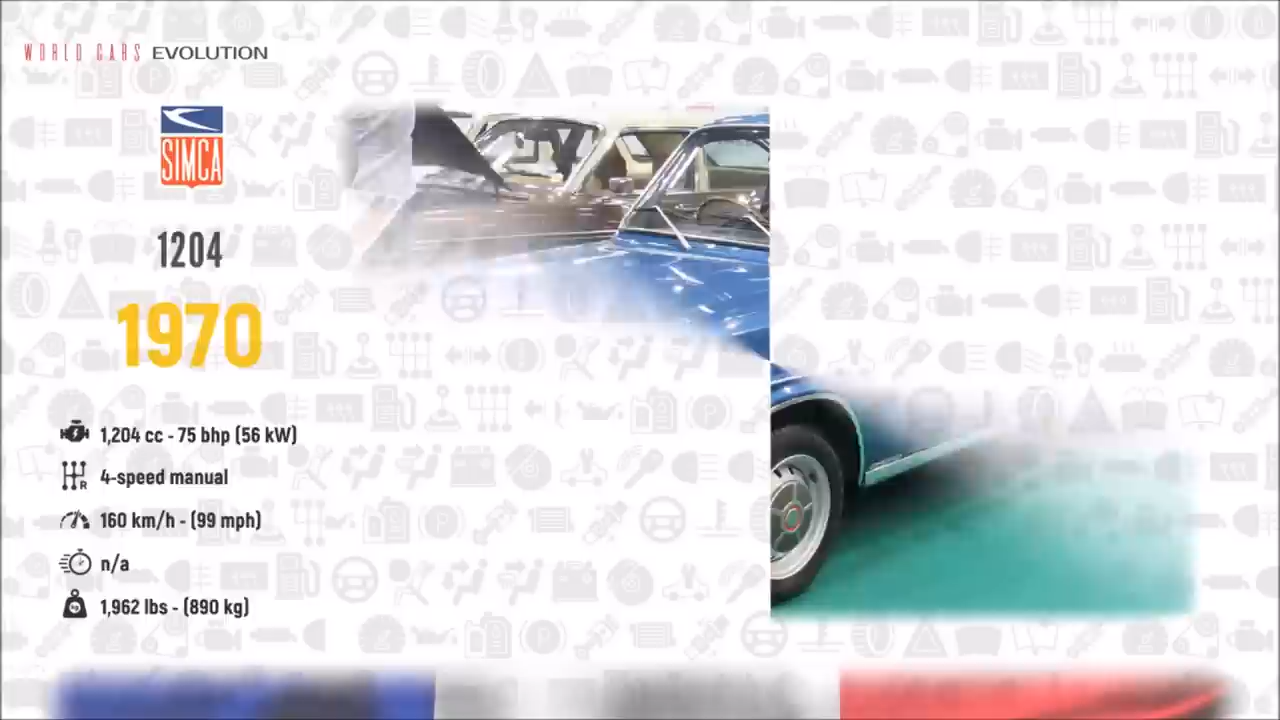 WORLD CARS EVOLUTION
SIMCA
1204
1970
1,204 cc - 75 bhp (56 kW)
4-speed manual
160 km/h - (99 mph)
n/a
1,962 lbs - (890 kg)